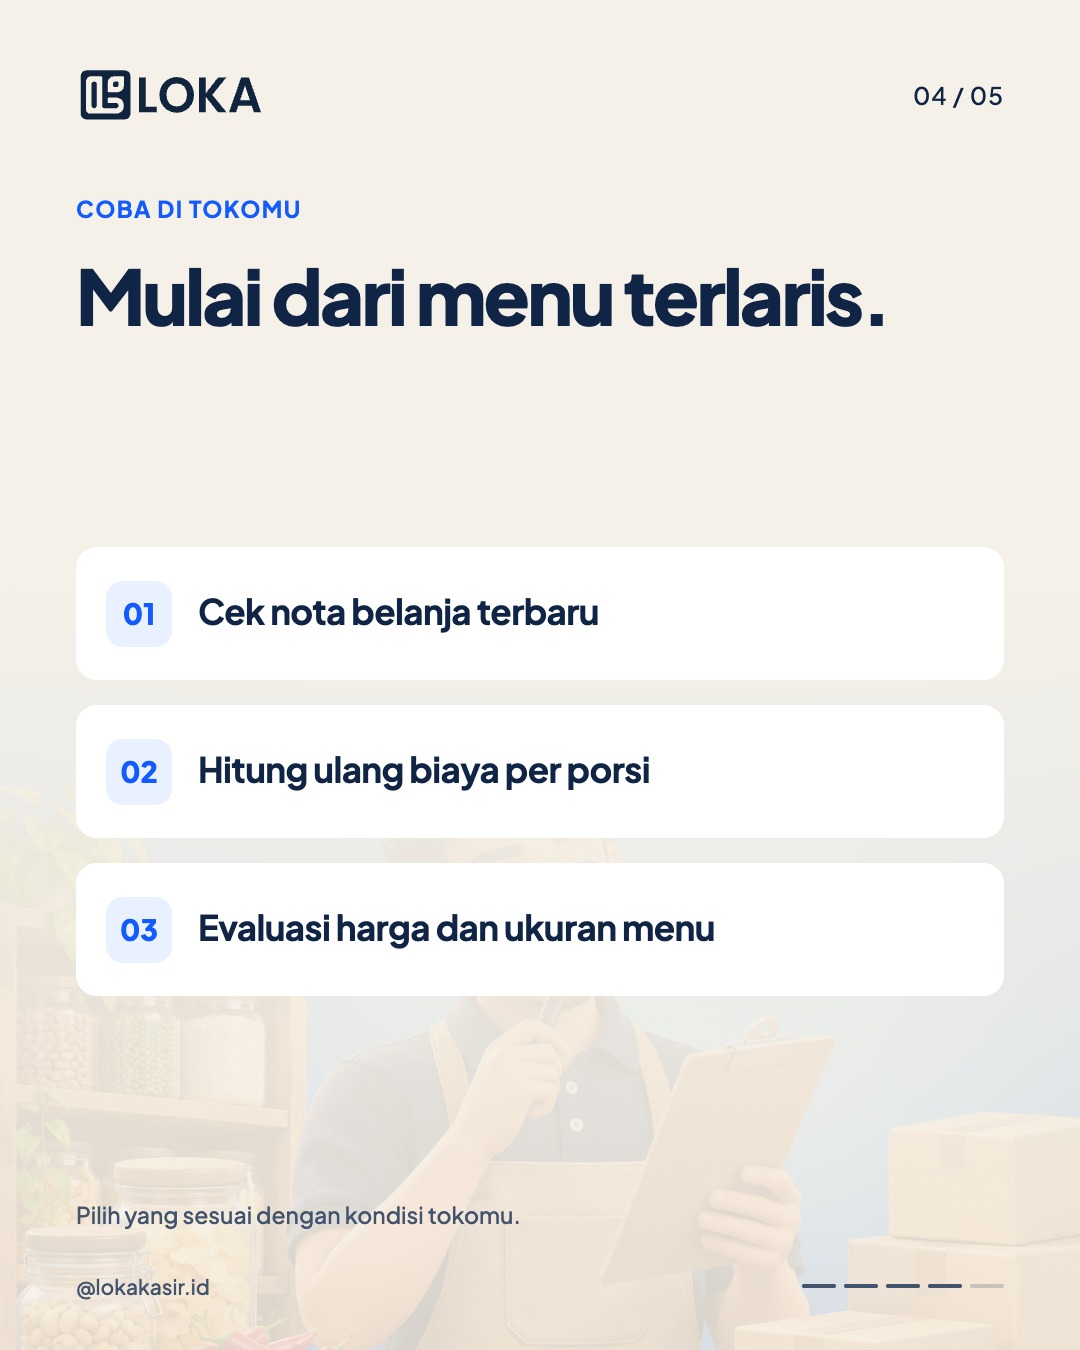 LOKA
04 / 05
COBA DI TOKOMU
Mulai dari menu terlaris.
01 Cek nota belanja terbaru
02 Hitung ulang biaya per porsi
03 Evaluasi harga dan ukuran menu
Pilih yang sesuai dengan kondisi tokomu.
@lokakasir.id